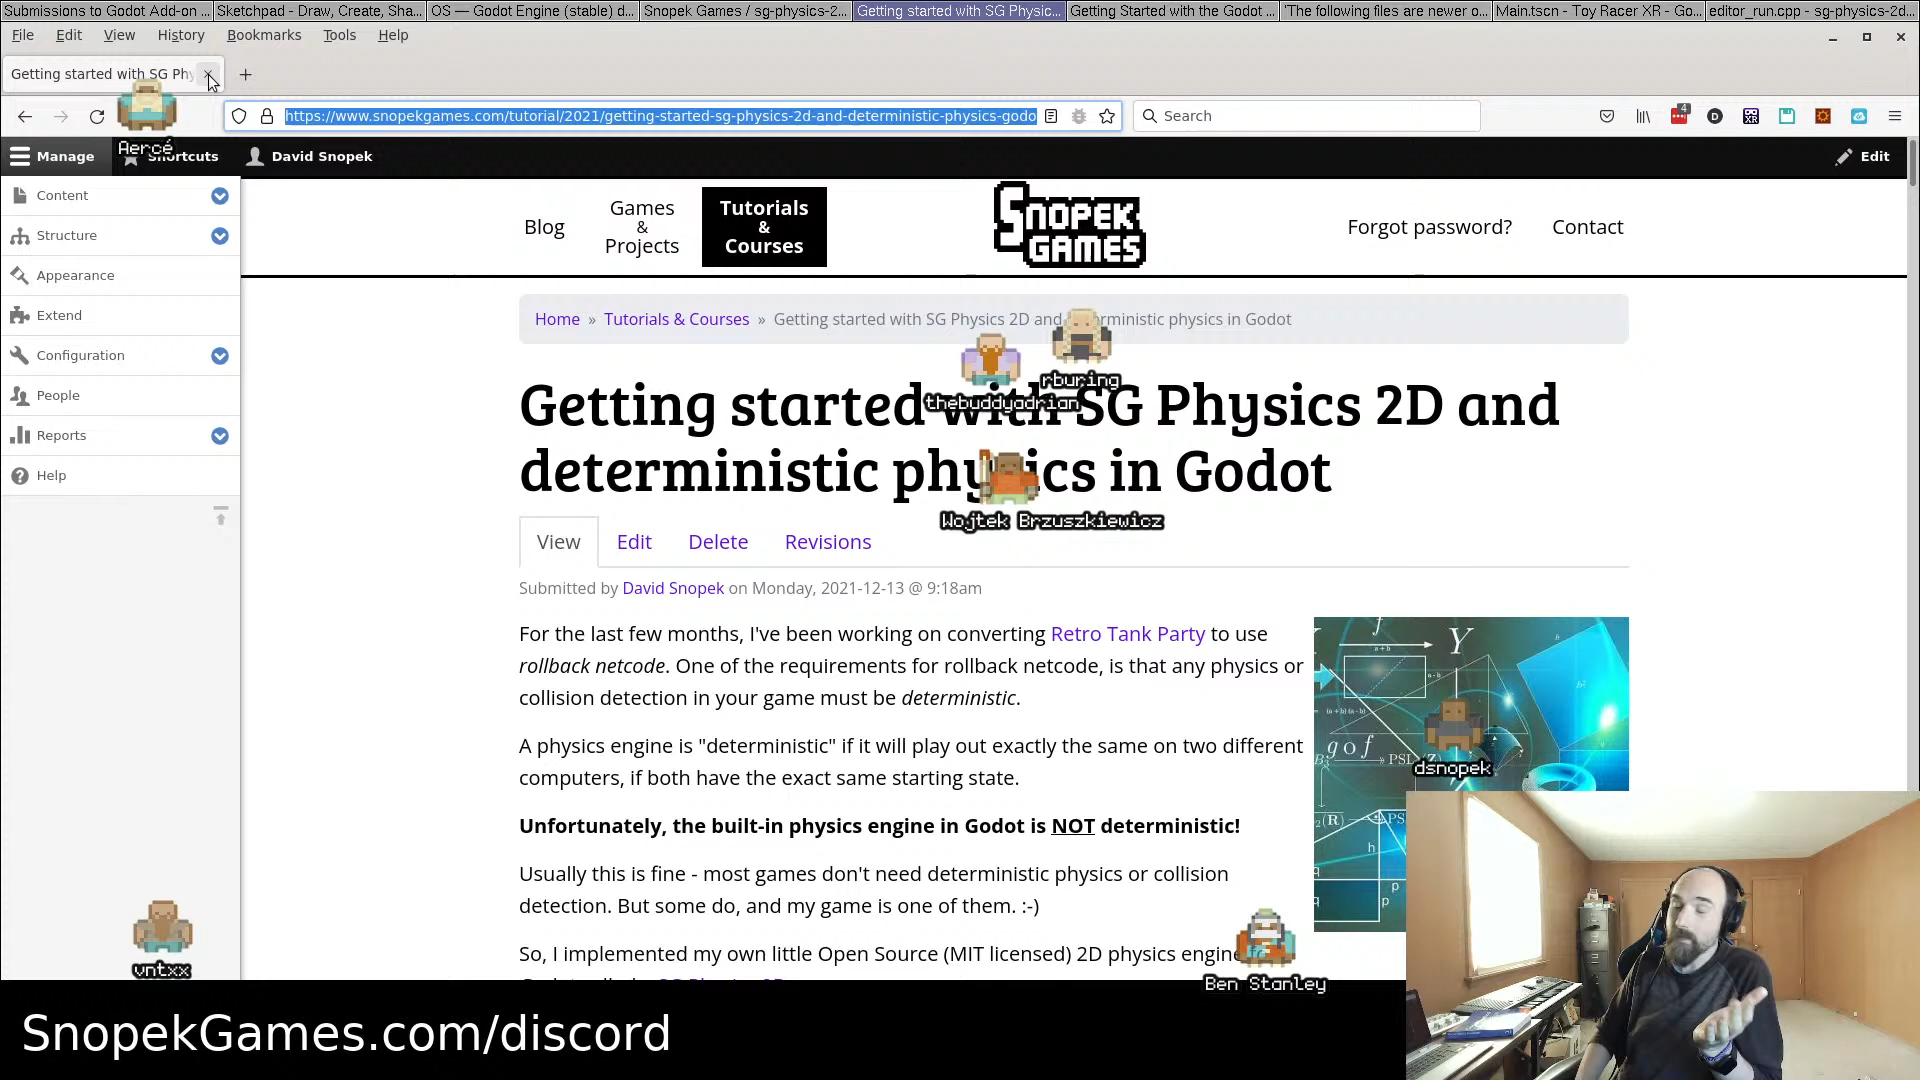 Submissions to Godot Add-on ...
Sketchpad - Draw, Create, Sha...
OS — Godot Engine (stable) d...
Snopek Games / sg-physics-2...
Getting started with SG Physic...
Getting Started with the Godot ...
'The following files are newer o...
Main.tscn - Toy Racer XR - Go...
editor_run.cpp - sg-physics-2d...
File Edit View History Bookmarks Tools Help
Getting started with SG Phy
https://www.snopekgames.com/tutorial/2021/getting-started-sg-physics-2d-and-deterministic-physics-godo
Search
4
Aercé
Manage
Shortcuts
David Snopek
Edit
Content
Structure
Appearance
Extend
Configuration
People
Reports
Help
Blog
Games
&
Projects
Tutorials
&
Courses
SNOPEK
GAMES
Forgot password?
Contact
Home » Tutorials & Courses » Getting started with SG Physics 2D and deterministic physics in Godot
rburing
thebuddyadrian
Getting started with SG Physics 2D and
deterministic physics in Godot
Wojtek Brzuszkiewicz
View Edit Delete Revisions
Submitted by David Snopek on Monday, 2021-12-13 @ 9:18am
For the last few months, I've been working on converting Retro Tank Party to use
rollback netcode. One of the requirements for rollback netcode, is that any physics or
collision detection in your game must be deterministic.
A physics engine is "deterministic" if it will play out exactly the same on two different
computers, if both have the exact same starting state.
Unfortunately, the built-in physics engine in Godot is NOT deterministic!
Usually this is fine - most games don't need deterministic physics or collision
detection. But some do, and my game is one of them. :-)
So, I implemented my own little Open Source (MIT licensed) 2D physics engine
dsnopek
vntxx
Ben Stanley
SnopekGames.com/discord